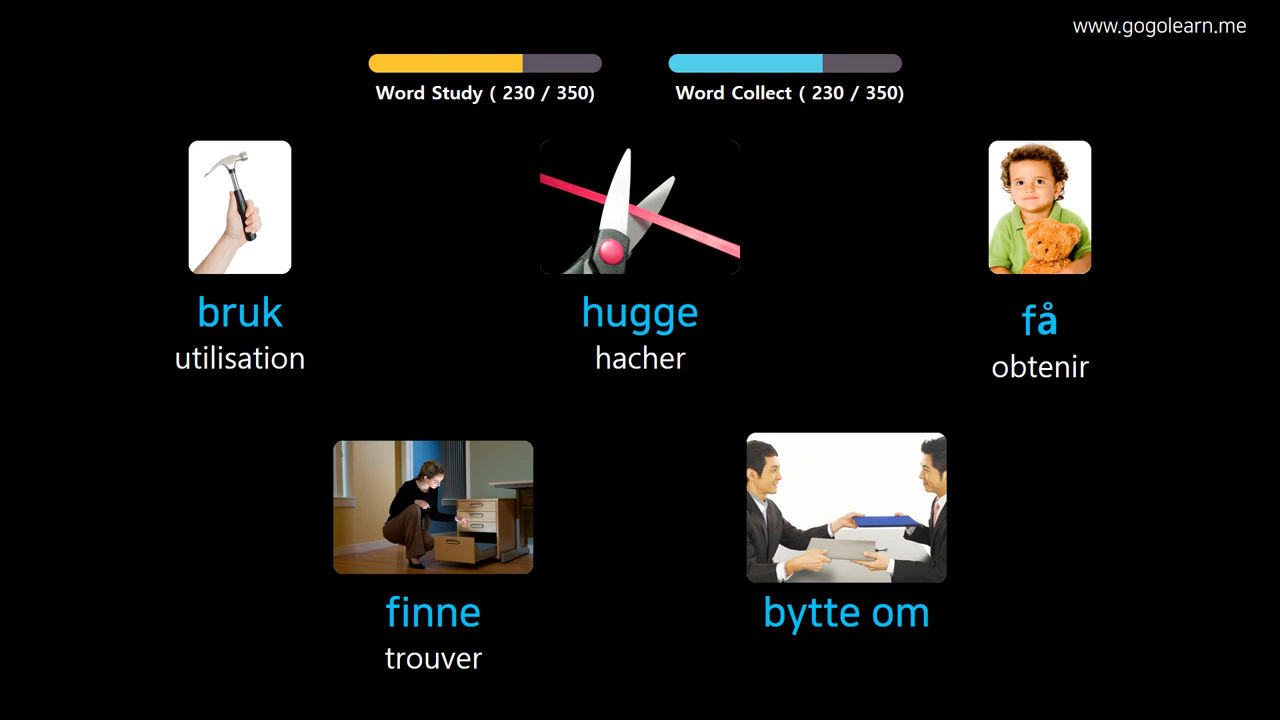 www.gogolearn.me
Word Study ( 230 / 350)
Word Collect ( 230 / 350)
bruk
utilisation
hugge
hacher
få
obtenir
finne
trouver
bytte om